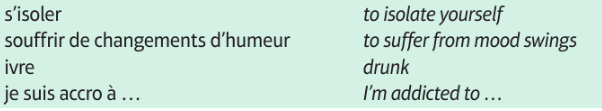 s'isoler to isolate yourself
souffrir de changements d'humeur to suffer from mood swings
ivre drunk
je suis accro à … I'm addicted to …